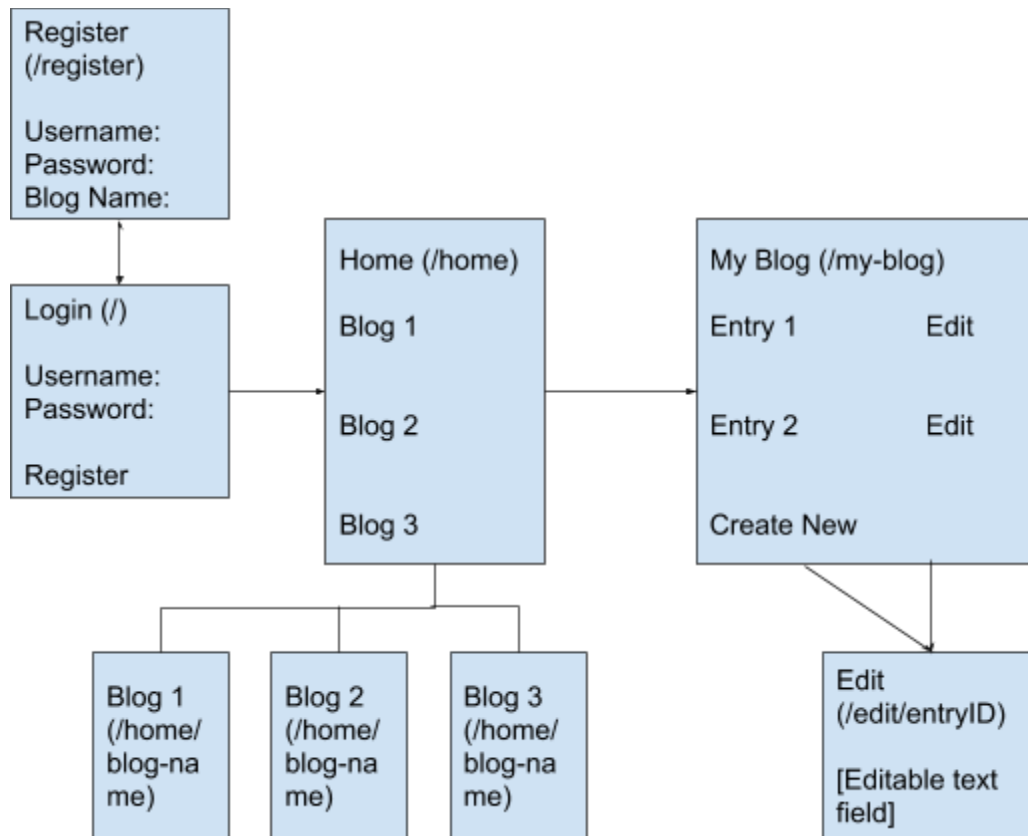 Register
(/register)
Username:
Password:
Blog Name:
Login (/)
Username:
Password:
Register
Home (/home)
Blog 1
Blog 2
Blog 3
My Blog (/my-blog)
Entry 1 Edit
Entry 2 Edit
Create New
Blog 1
(/home/
blog-na
me)
Blog 2
(/home/
blog-na
me)
Blog 3
(/home/
blog-na
me)
Edit
(/edit/entryID)
[Editable text
field]